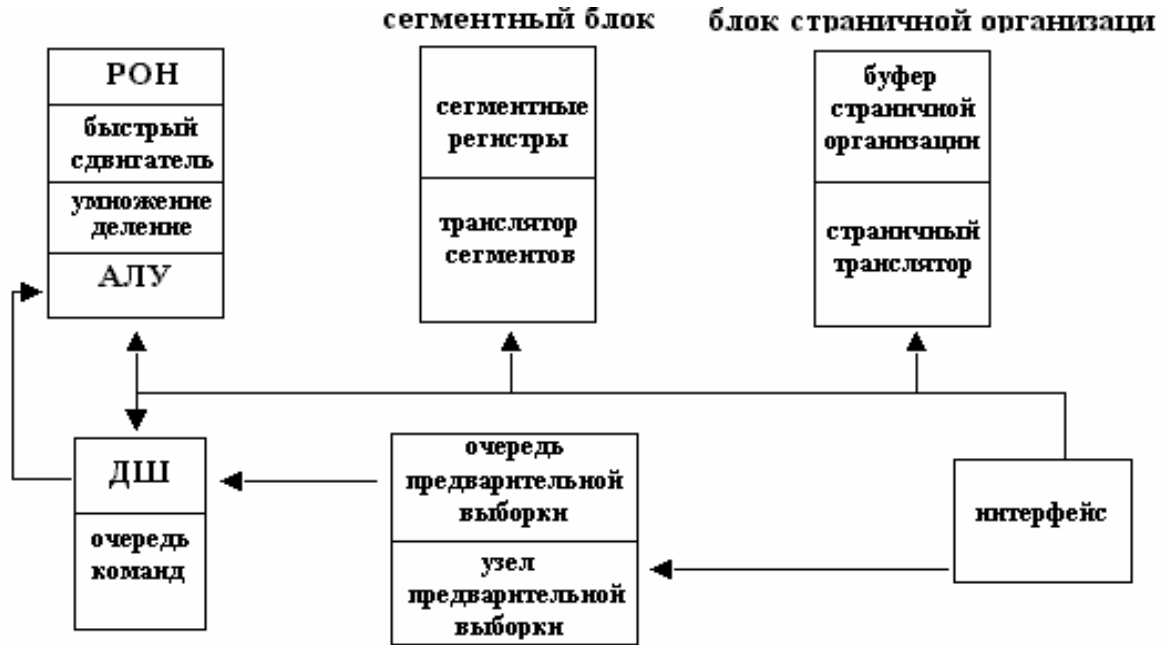 сегментный блок
блок страничной организаци
РОН
быстрый
сдвигатель
умножение
деление
АЛУ
сегментные
регистры
транслятор
сегментов
буфер
страничной
организации
страничный
транслятор
ДШ
очередь
команд
очередь
предварительной
выборки
узел
предварительной
выборки
интерфейс